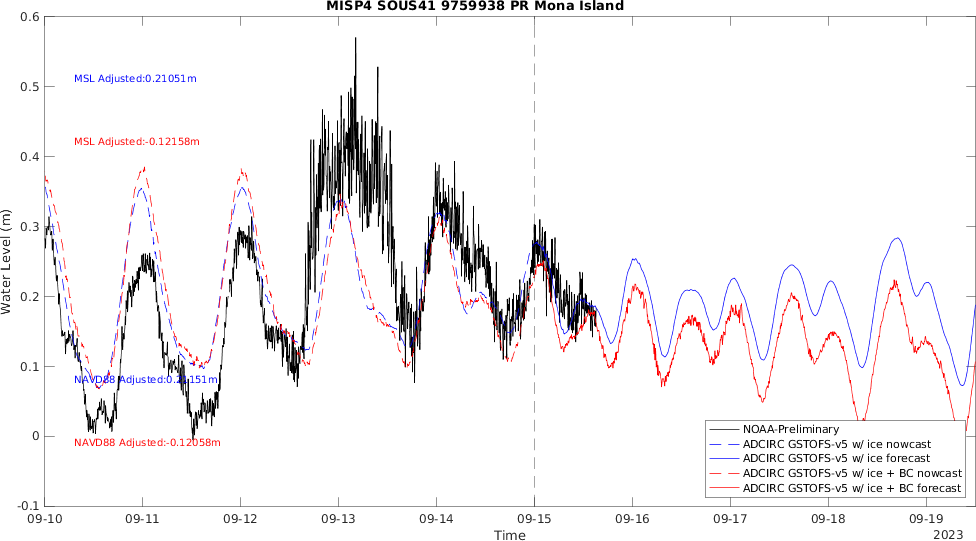 MISP4 SOUS41 9759938 PR Mona Island
0.6
0.5
0.4
0.3
0.2
0.1
0
-0.1
Water Level (m)
MSL Adjusted:0.21051m
MSL Adjusted:-0.12158m
NAVD88 Adjusted:0.21151m
NAVD88 Adjusted:-0.12058m
NOAA-Preliminary
ADCIRC GSTOFS-v5 w/ ice nowcast
ADCIRC GSTOFS-v5 w/ ice forecast
ADCIRC GSTOFS-v5 w/ ice + BC nowcast
ADCIRC GSTOFS-v5 w/ ice + BC forecast
09-10 09-11 09-12 09-13 09-14 09-15 09-16 09-17 09-18 09-19
Time
2023